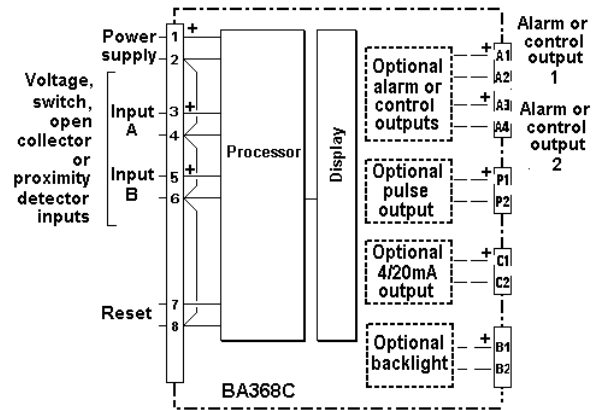 Power
supply
1 +
2
Voltage,
switch,
open
collector
or
proximity
detector
inputs
Input
A
3 +
4
Input
B
5 +
6
Reset
7
8
Processor
Display
Optional
alarm or
control
outputs
+ A1
A2
+ A3
A4
Alarm or
control
output
1
Alarm or
control
output
2
Optional
pulse
output
+ P1
P2
Optional
4/20mA
output
+ C1
C2
Optional
backlight
+ B1
B2
BA368C